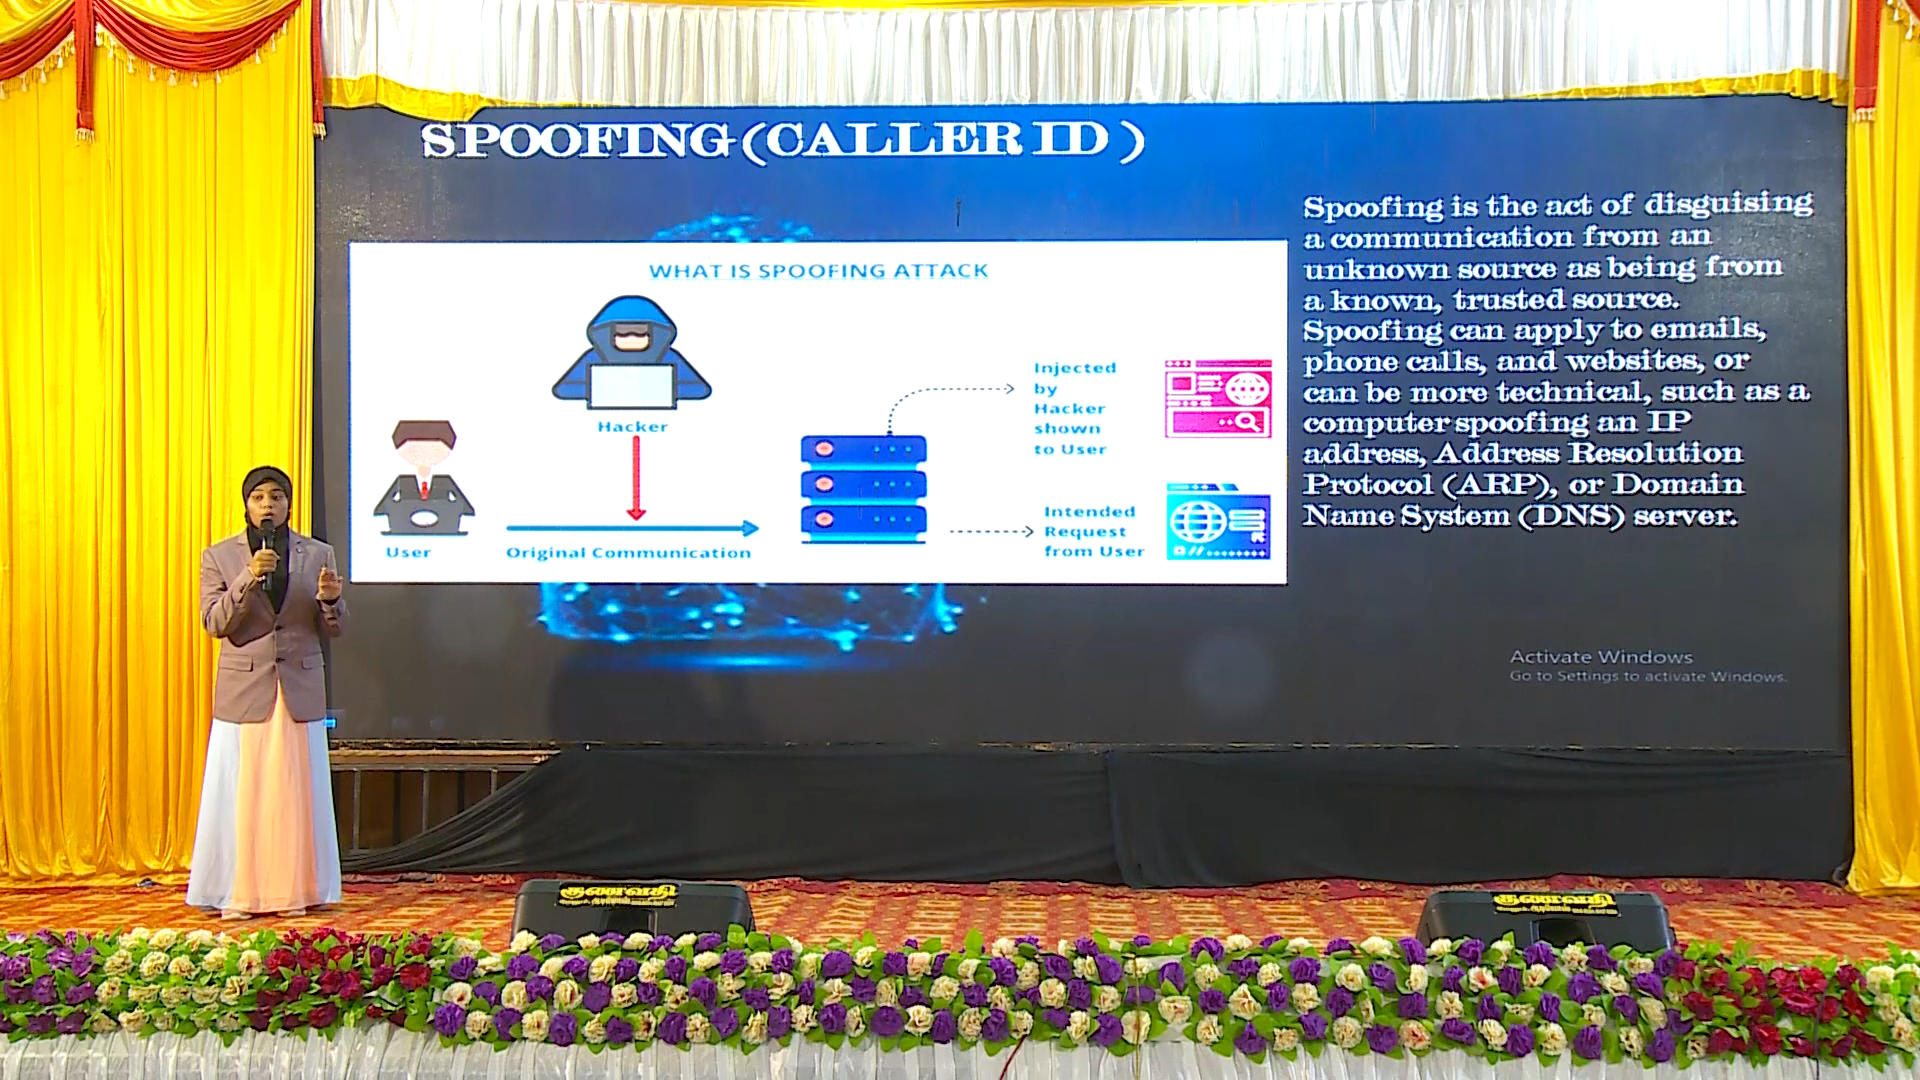 SPOOFING (CALLER ID )
WHAT IS SPOOFING ATTACK
Hacker
User
Original Communication
Injected
by
Hacker
shown
to User
Intended
Request
from User
Spoofing is the act of disguising
a communication from an
unknown source as being from
a known, trusted source.
Spoofing can apply to emails,
phone calls, and websites, or
can be more technical, such as a
computer spoofing an IP
address, Address Resolution
Protocol (ARP), or Domain
Name System (DNS) server.
Activate Windows
Go to Settings to activate Windows.
குணவதி
குணவதி